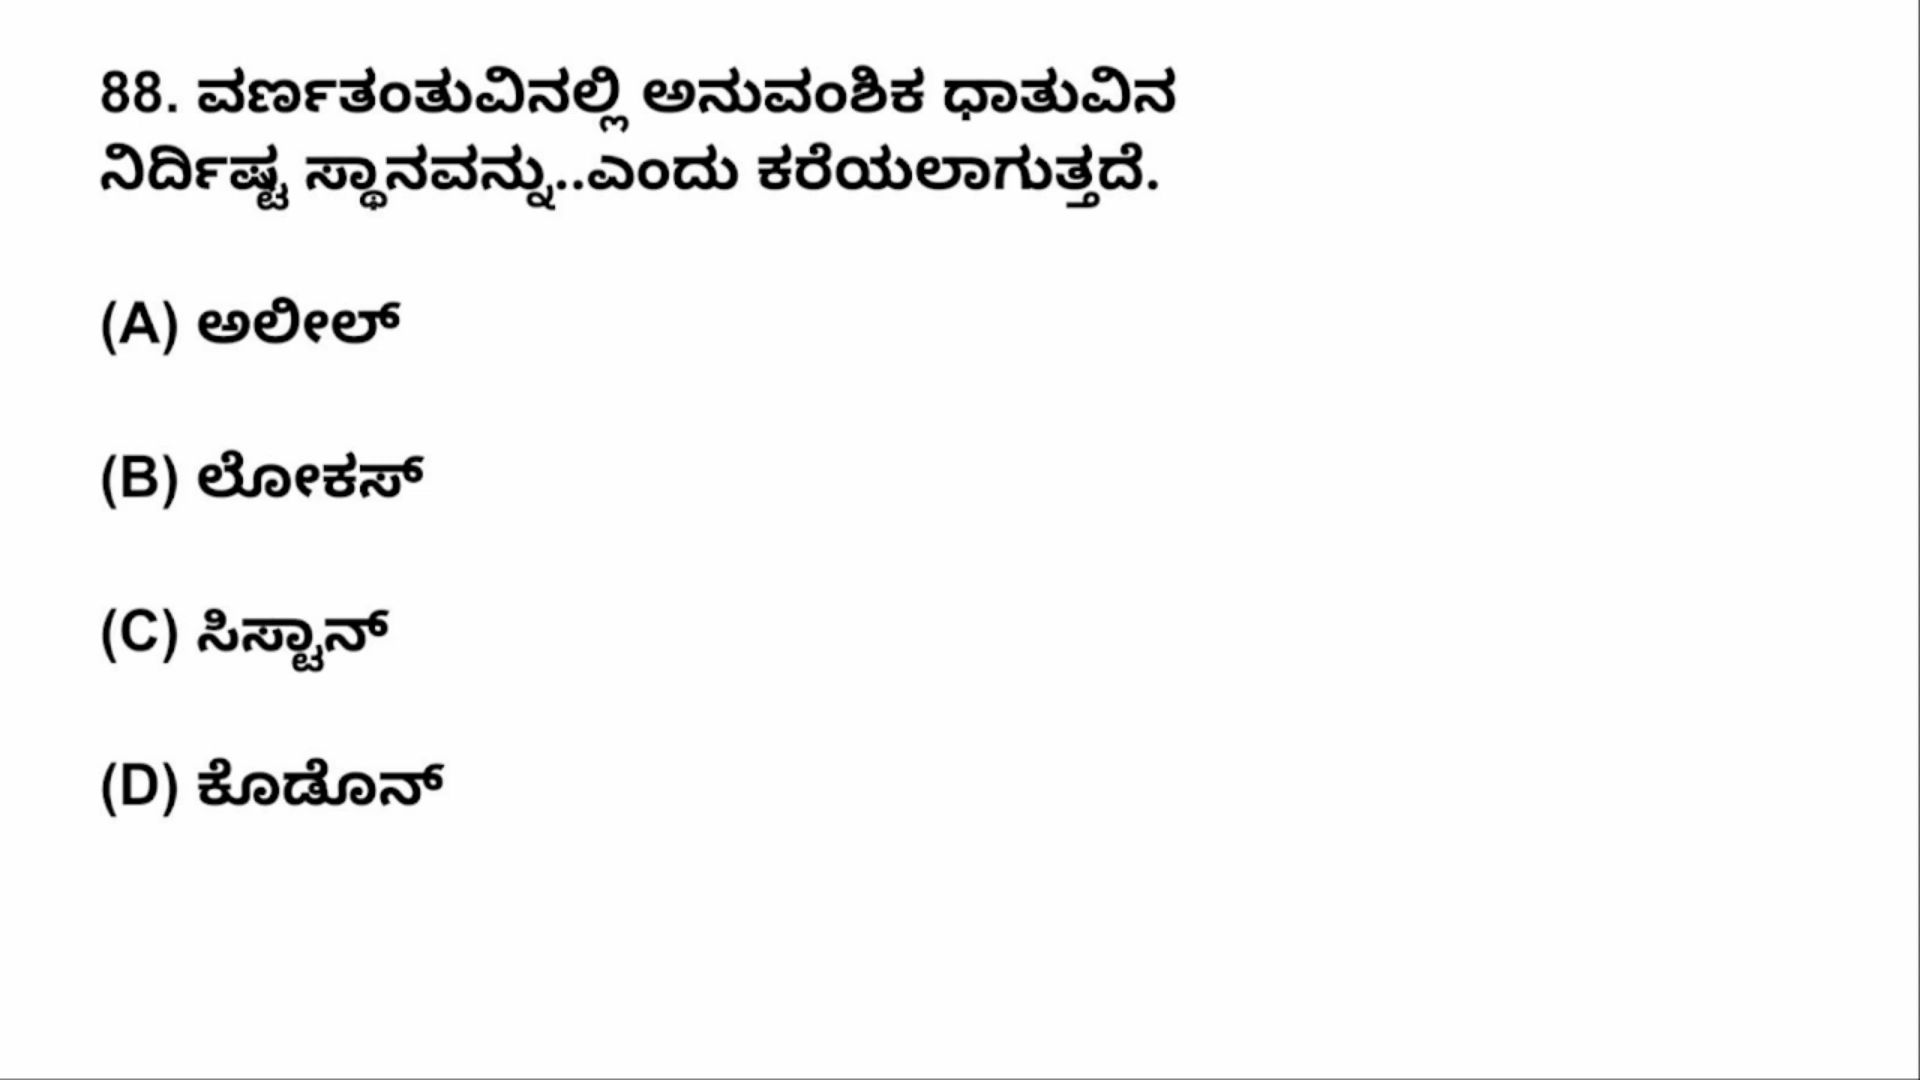 88. ವರ್ಣತಂತುವಿನಲ್ಲಿ ಅನುವಂಶಿಕ ಧಾತುವಿನ
ನಿರ್ದಿಷ್ಟ ಸ್ಥಾನವನ್ನು..ಎಂದು ಕರೆಯಲಾಗುತ್ತದೆ.
(A) ಅಲೀಲ್
(B) ಲೋಕಸ್
(C) ಸಿಸ್ಟಾನ್
(D) ಕೊಡೊನ್